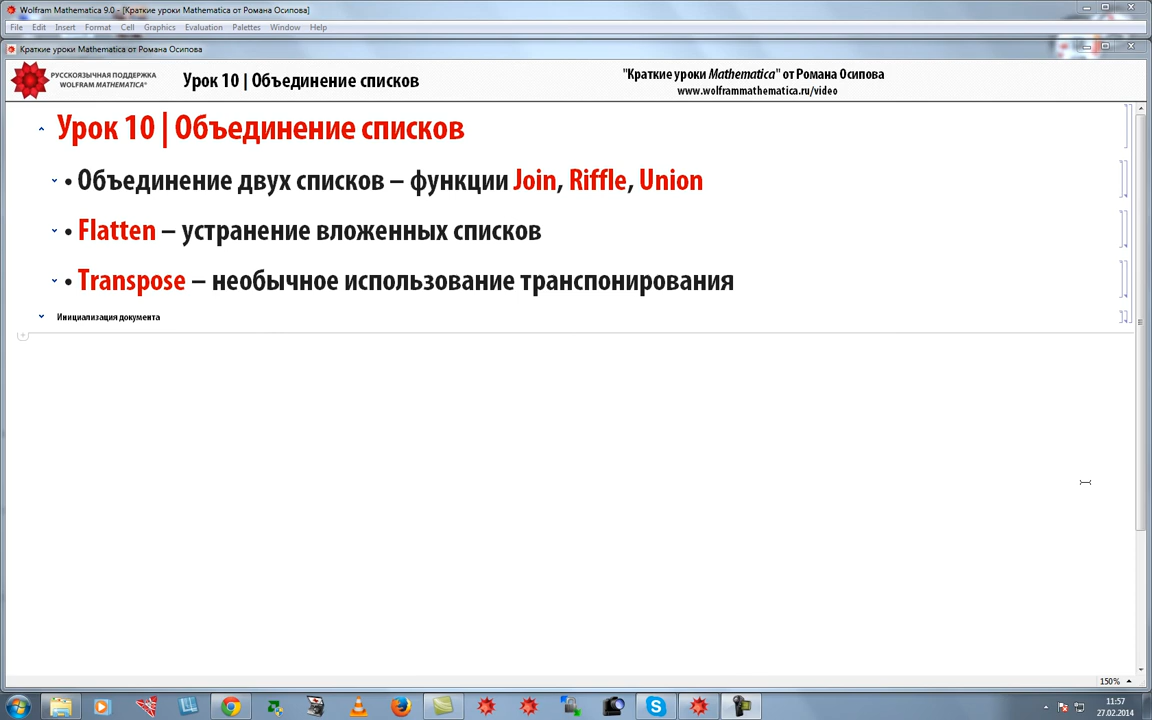 Wolfram Mathematica 9.0 - [Краткие уроки Mathematica от Романа Осипова]
File Edit Insert Format Cell Graphics Evaluation Palettes Window Help
Краткие уроки Mathematica от Романа Осипова
РУССКОЯЗЫЧНАЯ ПОДДЕРЖКА
WOLFRAM MATHEMATICA®
Урок 10 | Объединение списков
"Краткие уроки Mathematica" от Романа Осипова
www.wolframmathematica.ru/video
Урок 10 | Объединение списков
• Объединение двух списков – функции Join, Riffle, Union
• Flatten – устранение вложенных списков
• Transpose – необычное использование транспонирования
Инициализация документа
150%
11:57
27.02.2014